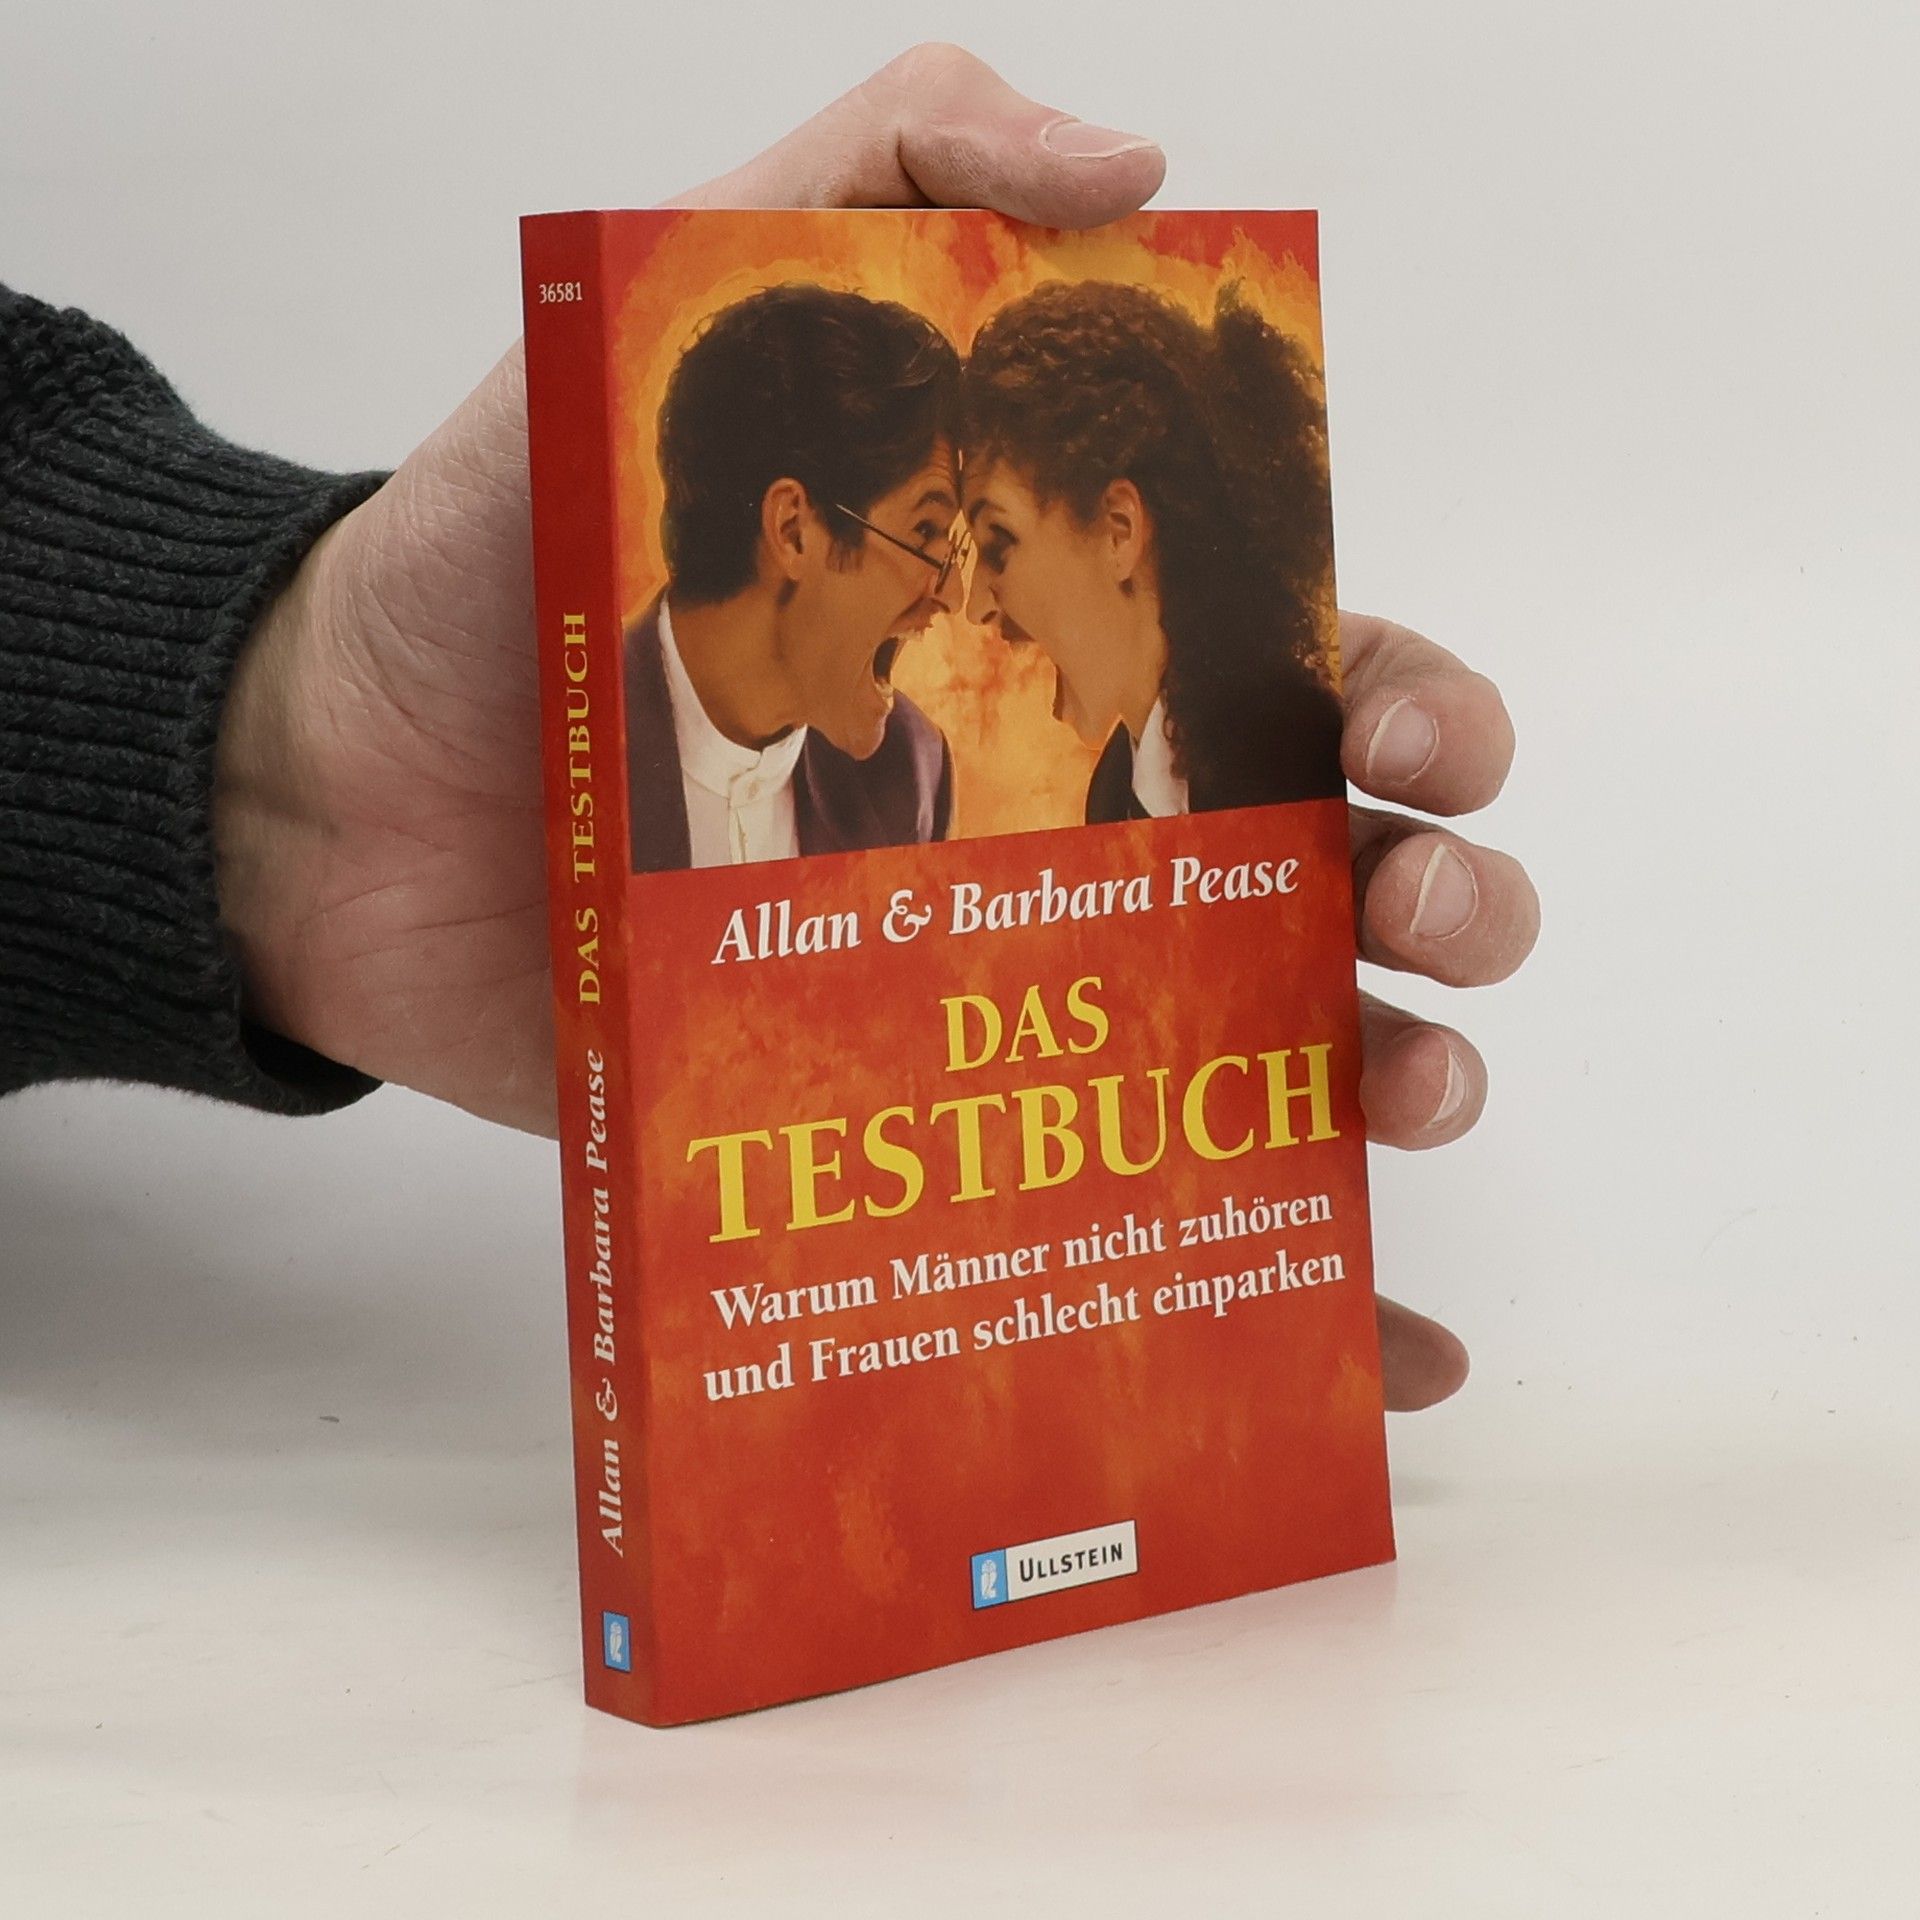 36581
Allan & Barbara Pease DAS TESTBUCH
Allan & Barbara Pease
DAS
TESTBUCH
Warum Männer nicht zuhören
und Frauen schlecht einparken
ULLSTEIN